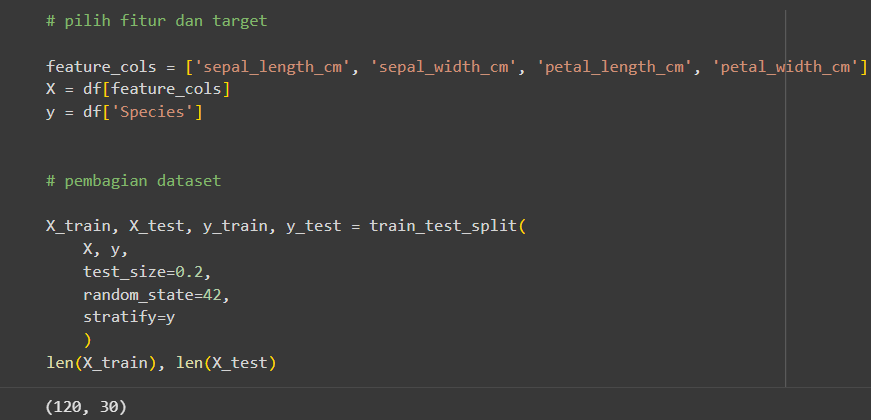 # pilih fitur dan target
feature_cols = ['sepal_length_cm', 'sepal_width_cm', 'petal_length_cm', 'petal_width_cm']
X = df[feature_cols]
y = df['Species']
# pembagian dataset
X_train, X_test, y_train, y_test = train_test_split(
    X, y,
    test_size=0.2,
    random_state=42,
    stratify=y
    )
len(X_train), len(X_test)
(120, 30)